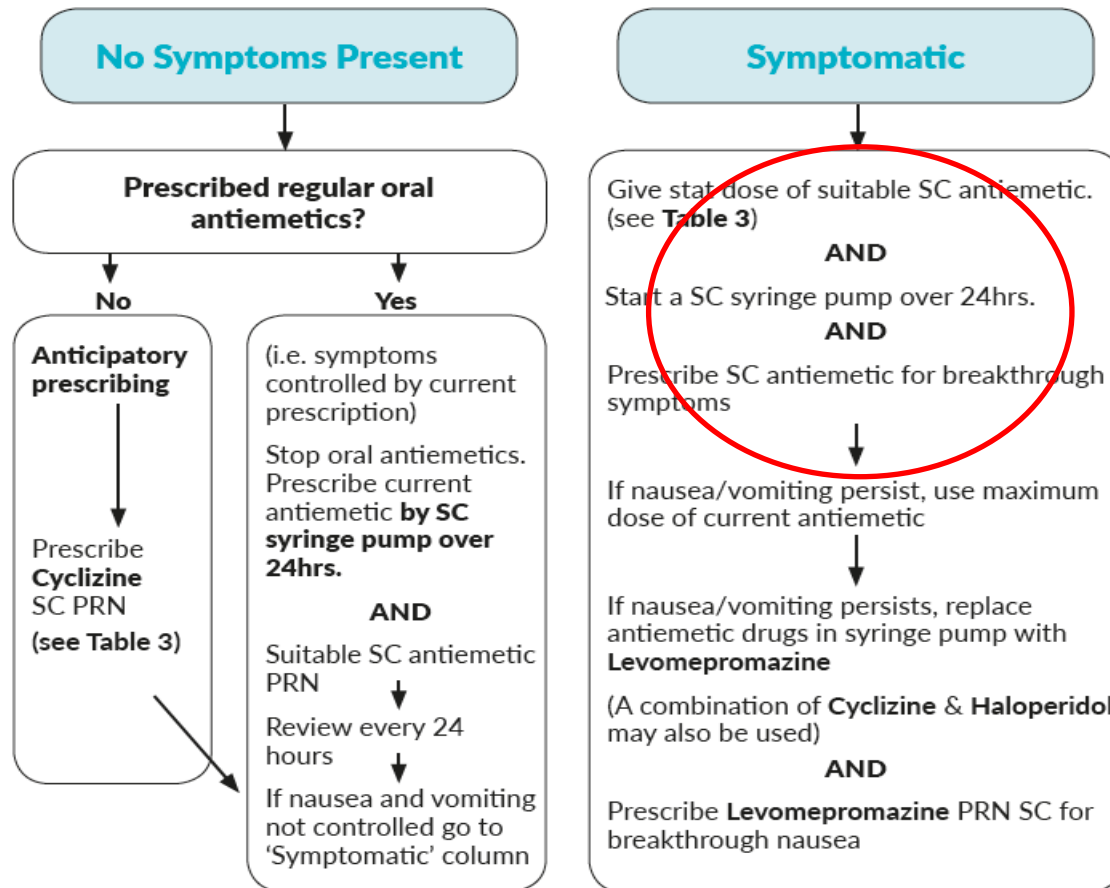 No Symptoms Present
Prescribed regular oral
antiemetics?
No
Yes
Anticipatory
prescribing
Prescribe
Cyclizine
SC PRN
(see Table 3)
(i.e. symptoms
controlled by current
prescription)
Stop oral antiemetics.
Prescribe current
antiemetic by SC
syringe pump over
24hrs.
AND
Suitable SC antiemetic
PRN
Review every 24
hours
If nausea and vomiting
not controlled go to
‘Symptomatic’ column
Symptomatic
Give stat dose of suitable SC antiemetic.
(see Table 3)
AND
Start a SC syringe pump over 24hrs.
AND
Prescribe SC antiemetic for breakthrough
symptoms
If nausea/vomiting persist, use maximum
dose of current antiemetic
If nausea/vomiting persists, replace
antiemetic drugs in syringe pump with
Levomepromazine
(A combination of Cyclizine & Haloperidol
may also be used)
AND
Prescribe Levomepromazine PRN SC for
breakthrough nausea